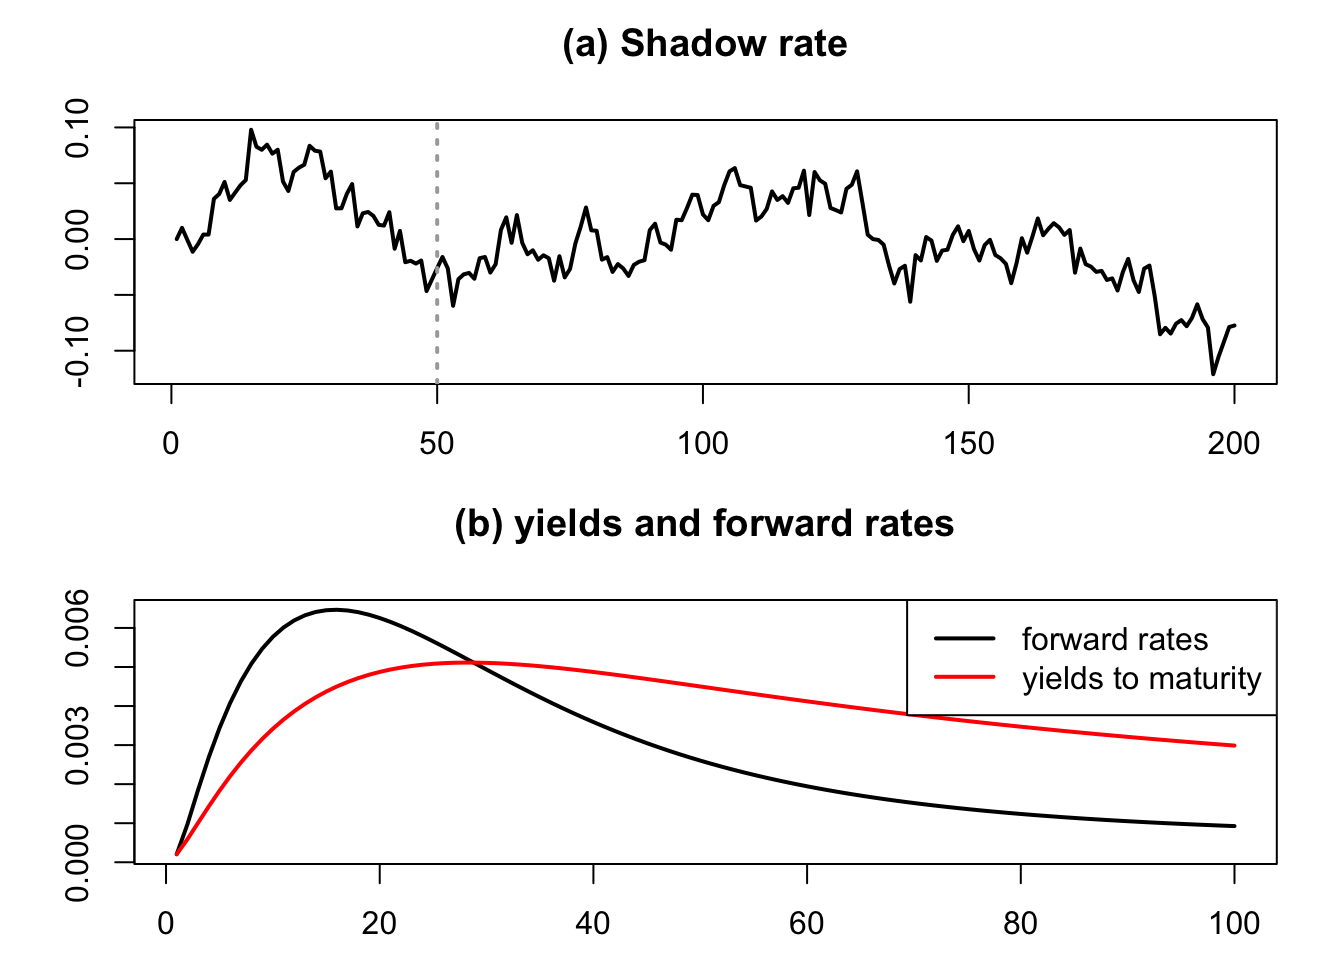 (a) Shadow rate
0.10
0.00
-0.10
0 50 100 150 200
(b) yields and forward rates
0.006
0.003
0.000
forward rates
yields to maturity
0 20 40 60 80 100